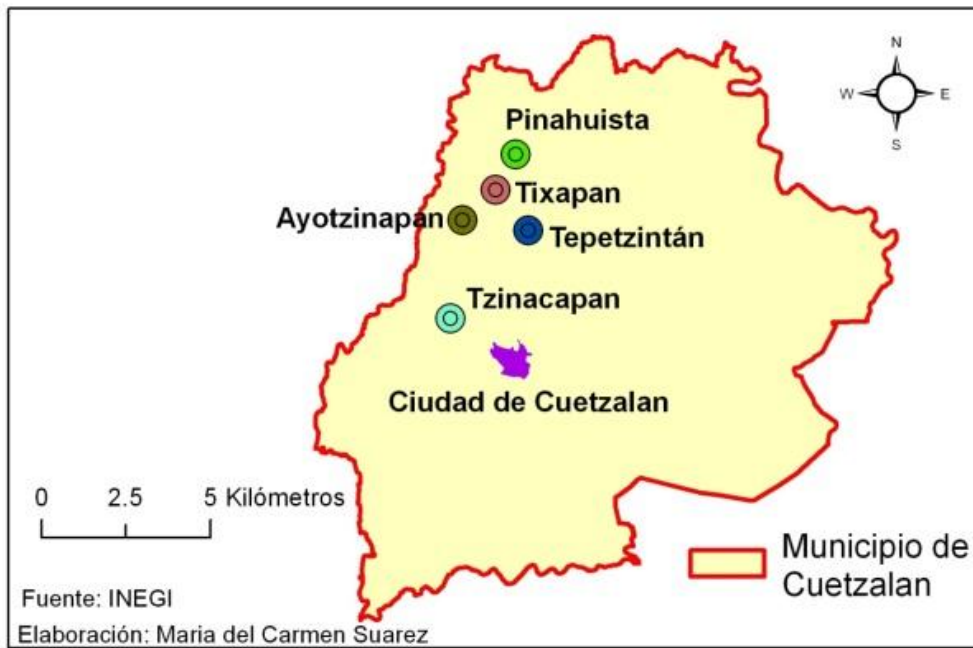 N
W E
S
Pinahuista
Tixapan
Ayotzinapan
Tepetzintán
Tzinacapan
Ciudad de Cuetzalan
0 2.5 5 Kilómetros
Municipio de
Cuetzalan
Fuente: INEGI
Elaboración: Maria del Carmen Suarez